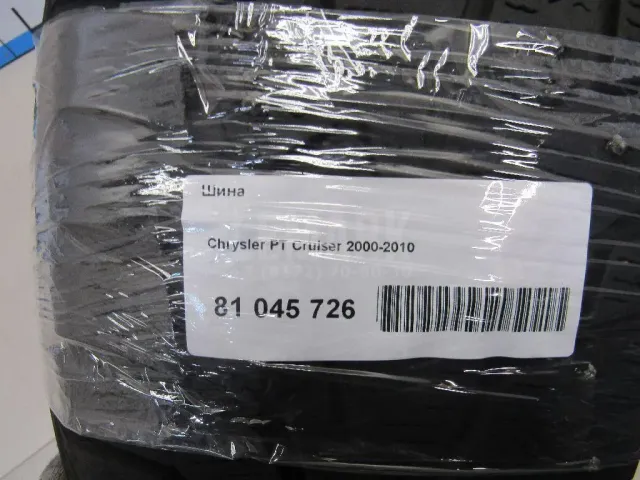 Шина
Chrysler PT Cruiser 2000-2010
81 045 726